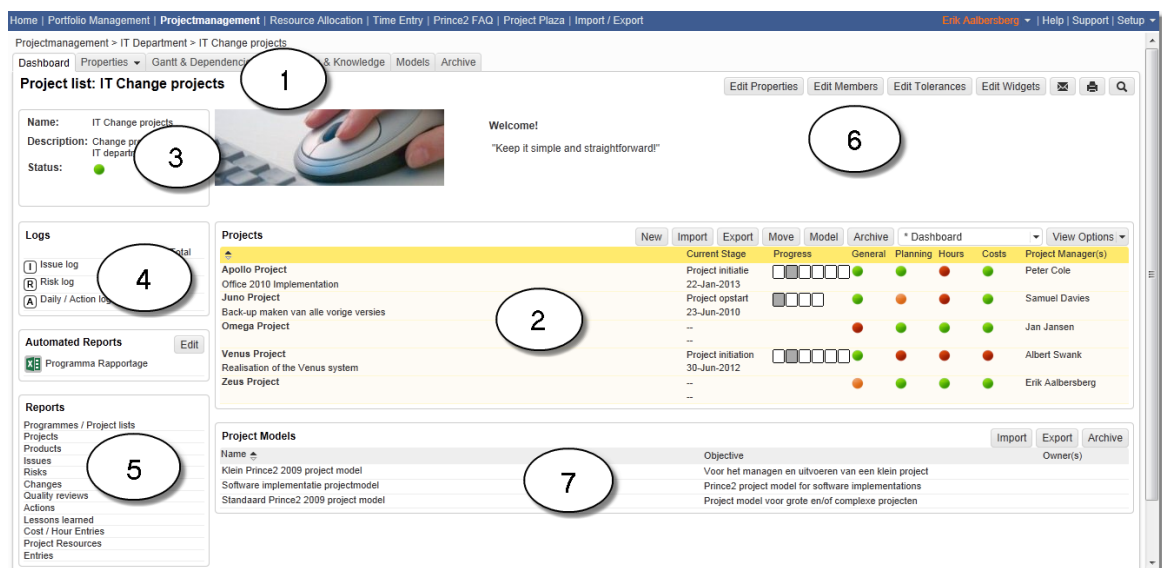 Home | Portfolio Management | Projectmanagement | Resource Allocation | Time Entry | Prince2 FAQ | Project Plaza | Import / Export Erik Aalbersberg | Help | Support | Setup
Projectmanagement > IT Department > IT Change projects
Dashboard Properties Gantt & Dependenci & Knowledge Models Archive
1
Project list: IT Change projects
Edit Properties Edit Members Edit Tolerances Edit Widgets
Name: IT Change projects
Description: Change pr
IT depart
Status:
3
Welcome!
"Keep it simple and straightforward!"
6
Logs
Total
I Issue log
R Risk log
A Daily / Action log
4
Automated Reports Edit
Programma Rapportage
Reports
Programmes / Project lists
Projects
Products
Issues
Risks
Changes
Quality reviews
Actions
Lessons learned
Cost / Hour Entries
Project Resources
Entries
5
Projects New Import Export Move Model Archive * Dashboard View Options
Current Stage Progress General Planning Hours Costs Project Manager(s)
Apollo Project Project initiatie Peter Cole
Office 2010 Implementation 22-Jan-2013
Juno Project Project opstart Samuel Davies
Back-up maken van alle vorige versies 23-Jun-2010
Omega Project -- Jan Jansen
--
Venus Project Project initiation Albert Swank
Realisation of the Venus system 30-Jun-2012
Zeus Project -- Erik Aalbersberg
--
2
Project Models Import Export Archive
Name Objective Owner(s)
Klein Prince2 2009 project model Voor het managen en uitvoeren van een klein project
Software implementatie projectmodel Prince2 project model for software implementations
Standaard Prince2 2009 project model Project model voor grote en/of complexe projecten
7